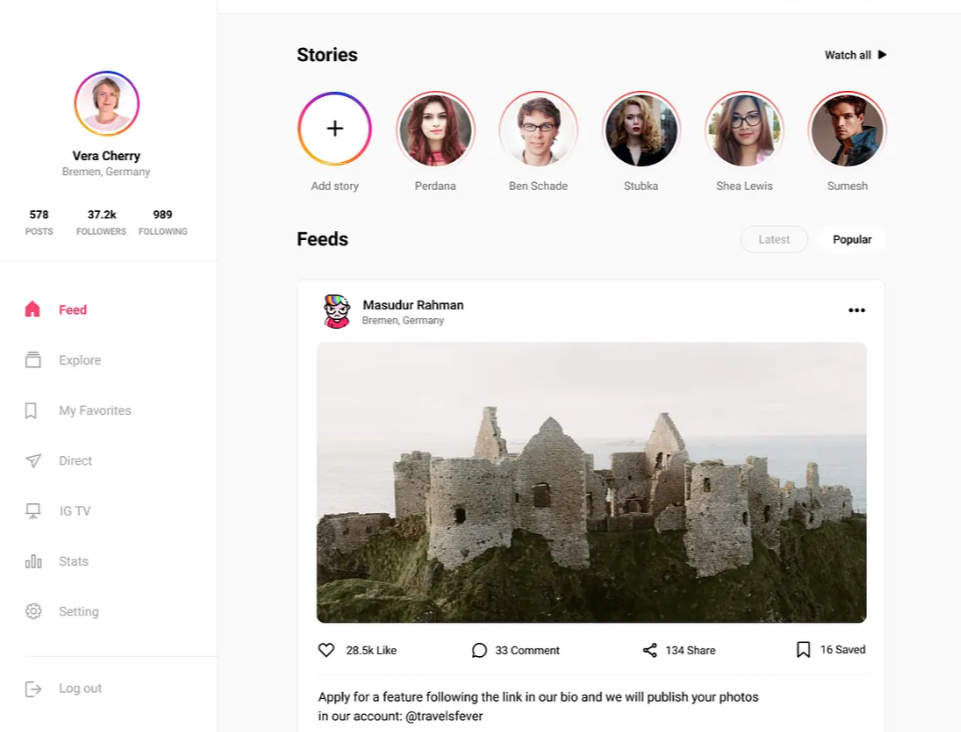 Vera Cherry
Bremen, Germany
578 37.2k 989
POSTS FOLLOWERS FOLLOWING
Feed
Explore
My Favorites
Direct
IG TV
Stats
Setting
Log out
Stories Watch all
Add story Perdana Ben Schade Stubka Shea Lewis Sumesh
Feeds Latest Popular
Masudur Rahman
Bremen, Germany
28.5k Like 33 Comment 134 Share 16 Saved
Apply for a feature following the link in our bio and we will publish your photos
in our account: @travelsfever